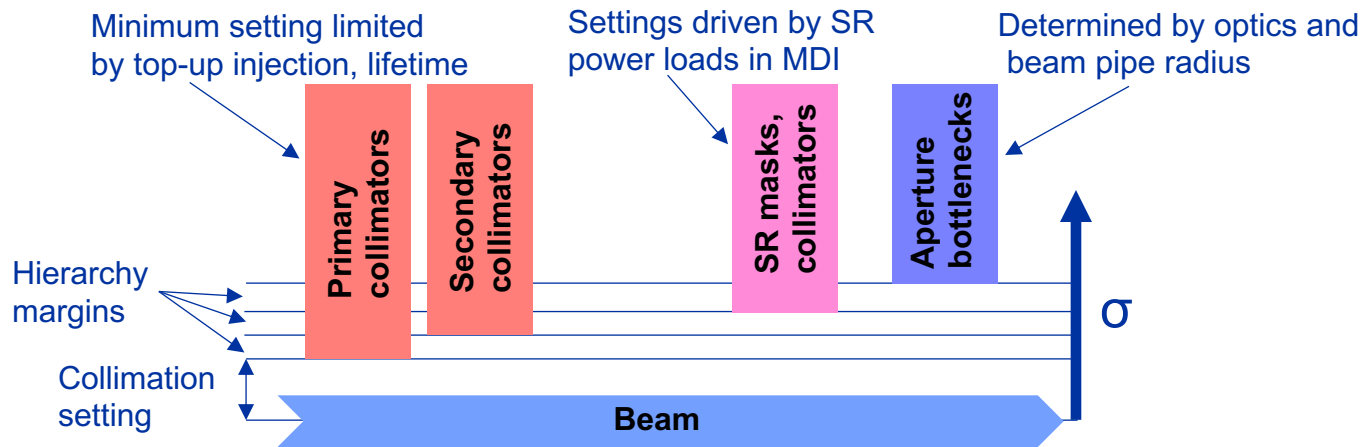 Minimum setting limited
by top-up injection, lifetime
Settings driven by SR
power loads in MDI
Determined by optics and
beam pipe radius
Primary
collimators
Secondary
collimators
SR masks,
collimators
Aperture
bottlenecks
Hierarchy
margins
σ
Collimation
setting
Beam